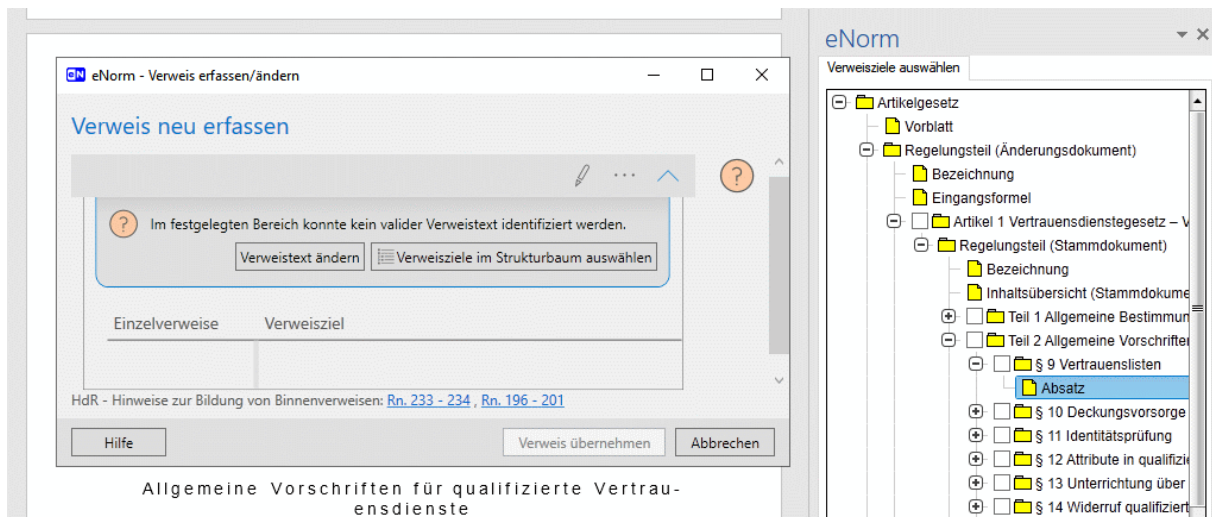 eN eNorm - Verweis erfassen/ändern
Verweis neu erfassen
?
? Im festgelegten Bereich konnte kein valider Verweistext identifiziert werden.
Verweistext ändern Verweisziele im Strukturbaum auswählen
Einzelverweise Verweisziel
HdR - Hinweise zur Bildung von Binnenverweisen: Rn. 233 - 234 , Rn. 196 - 201
Hilfe Verweis übernehmen Abbrechen
Allgemeine Vorschriften für qualifizierte Vertrau-
ensdienste
eNorm
Verweisziele auswählen
Artikelgesetz
Vorblatt
Regelungsteil (Änderungsdokument)
Bezeichnung
Eingangsformel
Artikel 1 Vertrauensdienstegesetz – V
Regelungsteil (Stammdokument)
Bezeichnung
Inhaltsübersicht (Stammdokume
Teil 1 Allgemeine Bestimmun
Teil 2 Allgemeine Vorschrifte
§ 9 Vertrauenslisten
Absatz
§ 10 Deckungsvorsorge
§ 11 Identitätsprüfung
§ 12 Attribute in qualifizie
§ 13 Unterrichtung über
§ 14 Widerruf qualifiziert